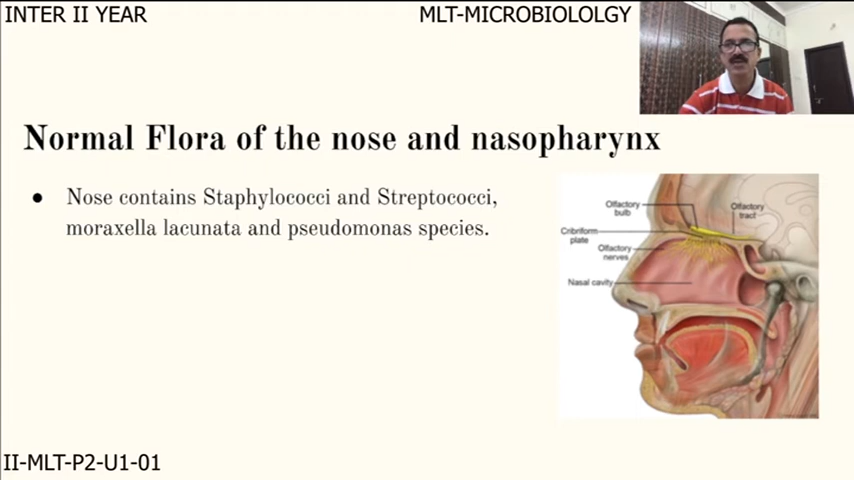 INTER II YEAR
MLT-MICROBIOLOLGY
Normal Flora of the nose and nasopharynx
● Nose contains Staphylococci and Streptococci,
moraxella lacunata and pseudomonas species.
Olfactory
bulb
Olfactory
tract
Cribriform
plate
Olfactory
nerves
Nasal cavity
II-MLT-P2-U1-01